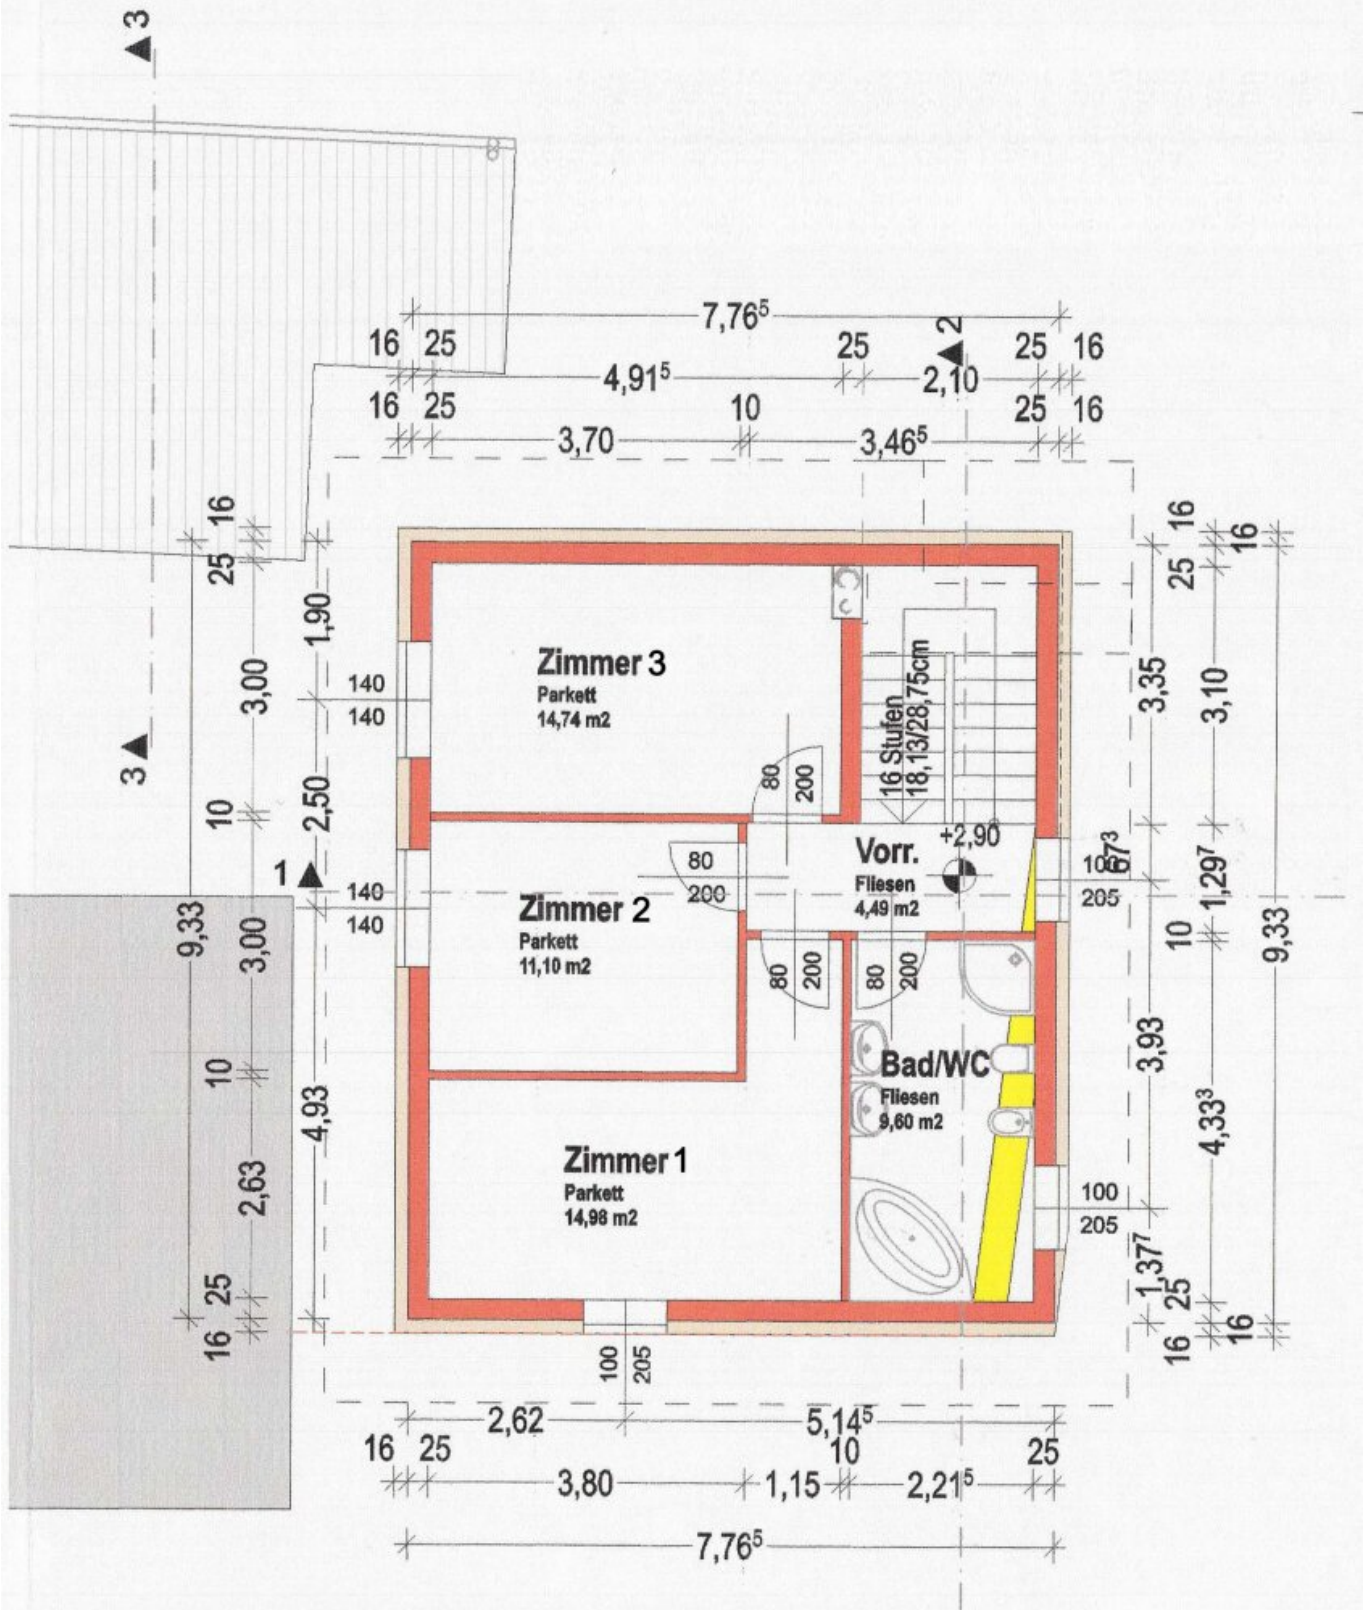 3
7,76⁵
2
16 25 25 25 16
4,91⁵ 2,10
16 25 10 25 16
3,70 3,46⁵
16
25
1,90
3,00
140
140
3
10
2,50
1
140
140
9,33
3,00
10
4,93
2,63
25
16
Zimmer 3
Parkett
14,74 m2
80
200
16 Stufen
18,13/28,75cm
+2,90
Vorr.
Fliesen
4,49 m2
80
200
Zimmer 2
Parkett
11,10 m2
80
200
80
200
Bad/WC
Fliesen
9,60 m2
Zimmer 1
Parkett
14,98 m2
16
16
25
3,35
3,10
100
205
67³
1,29⁷
10
9,33
3,93
4,33³
100
205
1,37⁷
25
16
16
100
205
2,62 5,14⁵
16 25 10 25
3,80 1,15 2,21⁵
7,76⁵